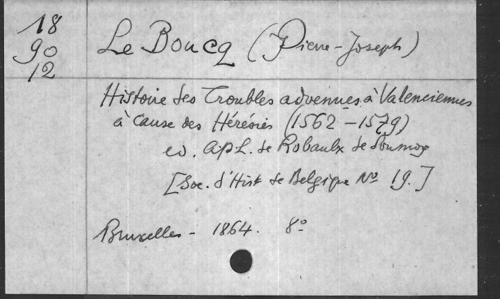 18
90
12
Le Boucq (Pierre-Joseph)
Histoire des Troubles advenues à Valenciennes
à cause des Hérésies (1562-1579)
ed. A.P.L. de Robaulx de Soumoy
[Soc. d'Hist de Belgique No 19.]
Bruxelles - 1864. 8o